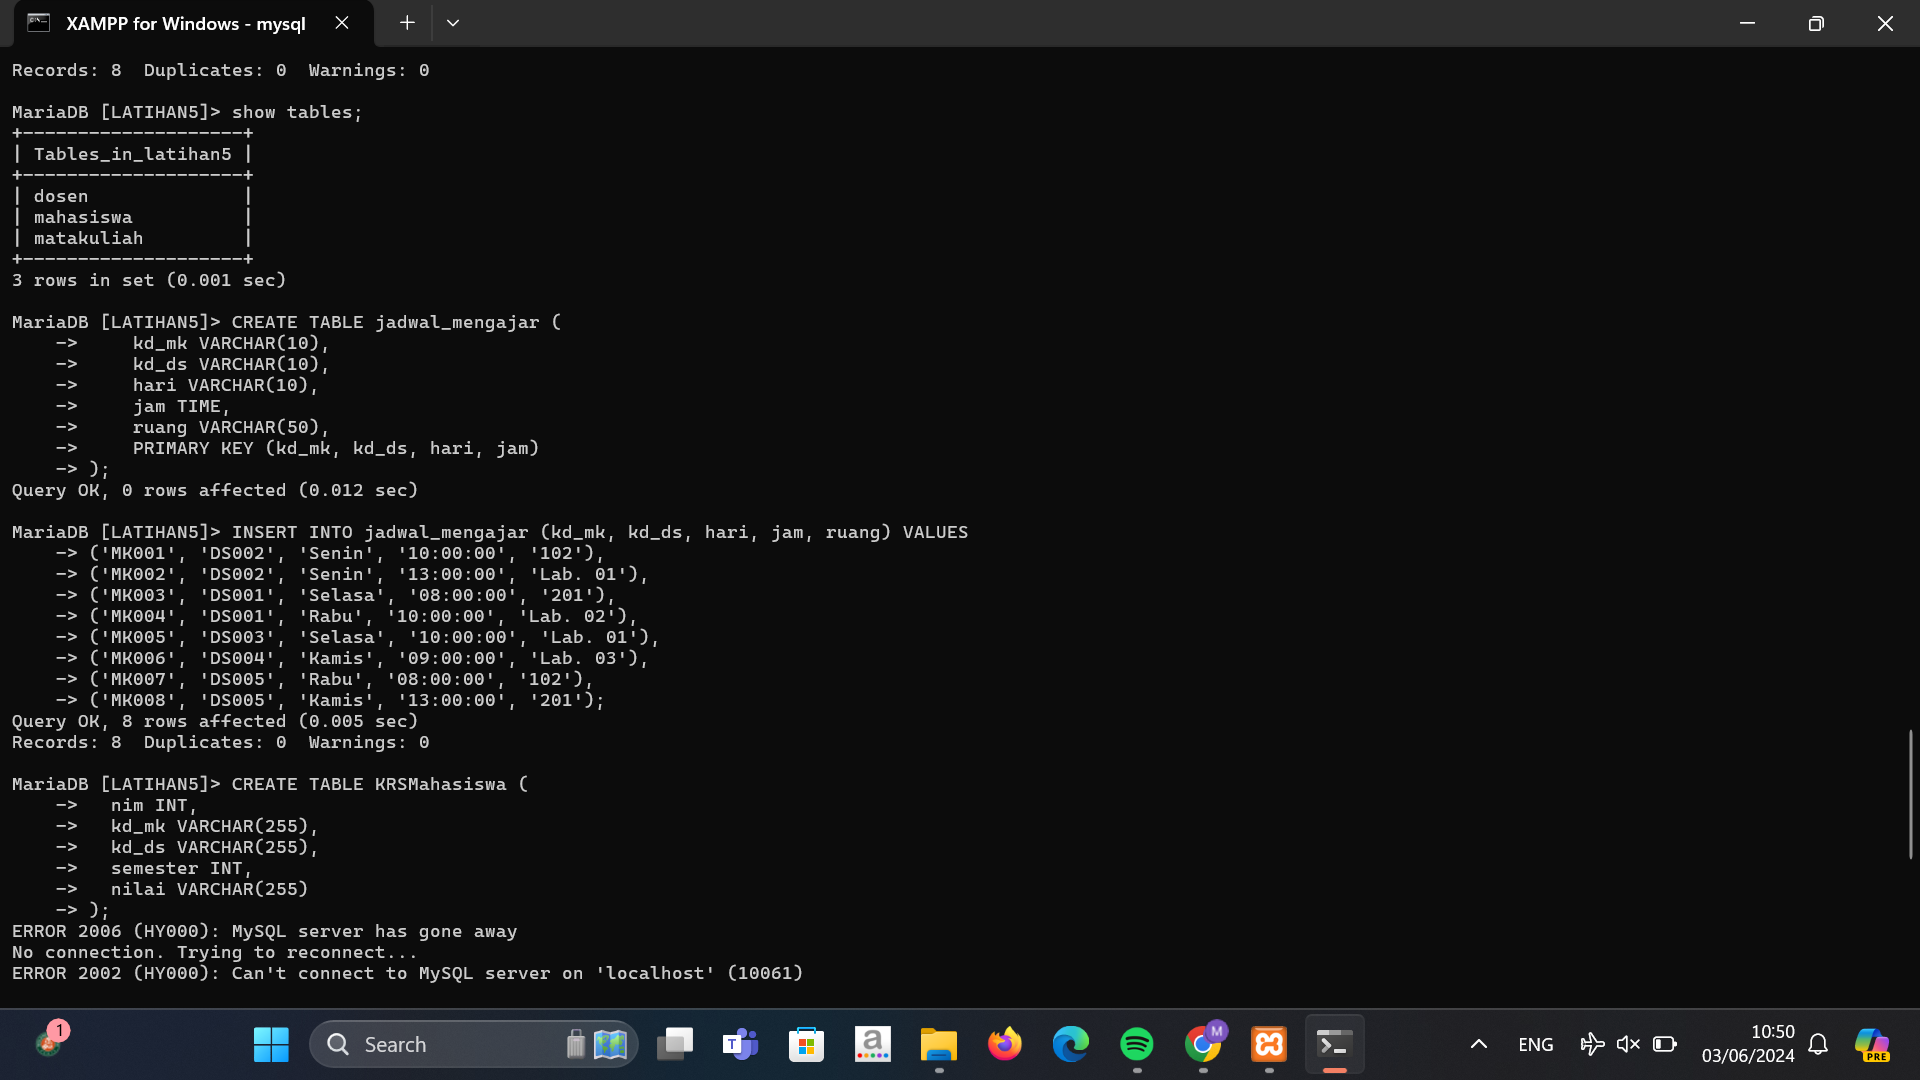 XAMPP for Windows - mysql
Records: 8  Duplicates: 0  Warnings: 0
MariaDB [LATIHAN5]> show tables;
+--------------------+
| Tables_in_latihan5 |
+--------------------+
| dosen              |
| mahasiswa          |
| matakuliah         |
+--------------------+
3 rows in set (0.001 sec)
MariaDB [LATIHAN5]> CREATE TABLE jadwal_mengajar (
    ->     kd_mk VARCHAR(10),
    ->     kd_ds VARCHAR(10),
    ->     hari VARCHAR(10),
    ->     jam TIME,
    ->     ruang VARCHAR(50),
    ->     PRIMARY KEY (kd_mk, kd_ds, hari, jam)
    -> );
Query OK, 0 rows affected (0.012 sec)
MariaDB [LATIHAN5]> INSERT INTO jadwal_mengajar (kd_mk, kd_ds, hari, jam, ruang) VALUES
    -> ('MK001', 'DS002', 'Senin', '10:00:00', '102'),
    -> ('MK002', 'DS002', 'Senin', '13:00:00', 'Lab. 01'),
    -> ('MK003', 'DS001', 'Selasa', '08:00:00', '201'),
    -> ('MK004', 'DS001', 'Rabu', '10:00:00', 'Lab. 02'),
    -> ('MK005', 'DS003', 'Selasa', '10:00:00', 'Lab. 01'),
    -> ('MK006', 'DS004', 'Kamis', '09:00:00', 'Lab. 03'),
    -> ('MK007', 'DS005', 'Rabu', '08:00:00', '102'),
    -> ('MK008', 'DS005', 'Kamis', '13:00:00', '201');
Query OK, 8 rows affected (0.005 sec)
Records: 8  Duplicates: 0  Warnings: 0
MariaDB [LATIHAN5]> CREATE TABLE KRSMahasiswa (
    ->   nim INT,
    ->   kd_mk VARCHAR(255),
    ->   kd_ds VARCHAR(255),
    ->   semester INT,
    ->   nilai VARCHAR(255)
    -> );
ERROR 2006 (HY000): MySQL server has gone away
No connection. Trying to reconnect...
ERROR 2002 (HY000): Can't connect to MySQL server on 'localhost' (10061)
1
Search
T
a
M
ENG
10:50
03/06/2024
PRE